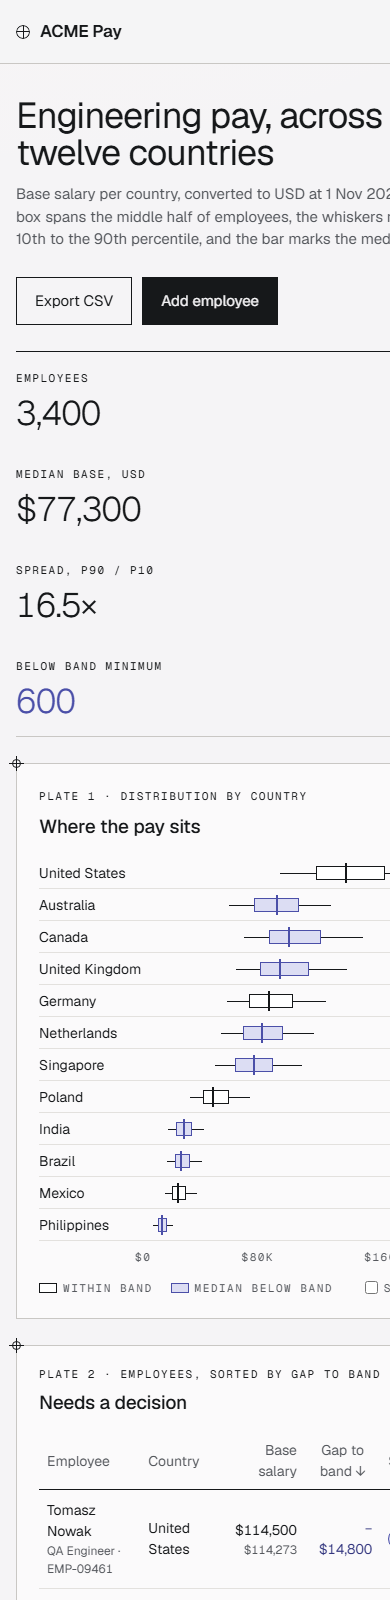 ACME Pay
Engineering pay, across
twelve countries
Base salary per country, converted to USD at 1 Nov 202
box spans the middle half of employees, the whiskers
10th to the 90th percentile, and the bar marks the med
Export CSV
Add employee
EMPLOYEES
3,400
MEDIAN BASE, USD
$77,300
SPREAD, P90 / P10
16.5×
BELOW BAND MINIMUM
600
PLATE 1 · DISTRIBUTION BY COUNTRY
Where the pay sits
United States
Australia
Canada
United Kingdom
Germany
Netherlands
Singapore
Poland
India
Brazil
Mexico
Philippines
$0 $80K $16
WITHIN BAND MEDIAN BELOW BAND S
PLATE 2 · EMPLOYEES, SORTED BY GAP TO BAND
Needs a decision
Employee Country Base salary Gap to band ↓
Tomasz Nowak
QA Engineer · EMP-09461
United States
$114,500
$114,273
−$14,800